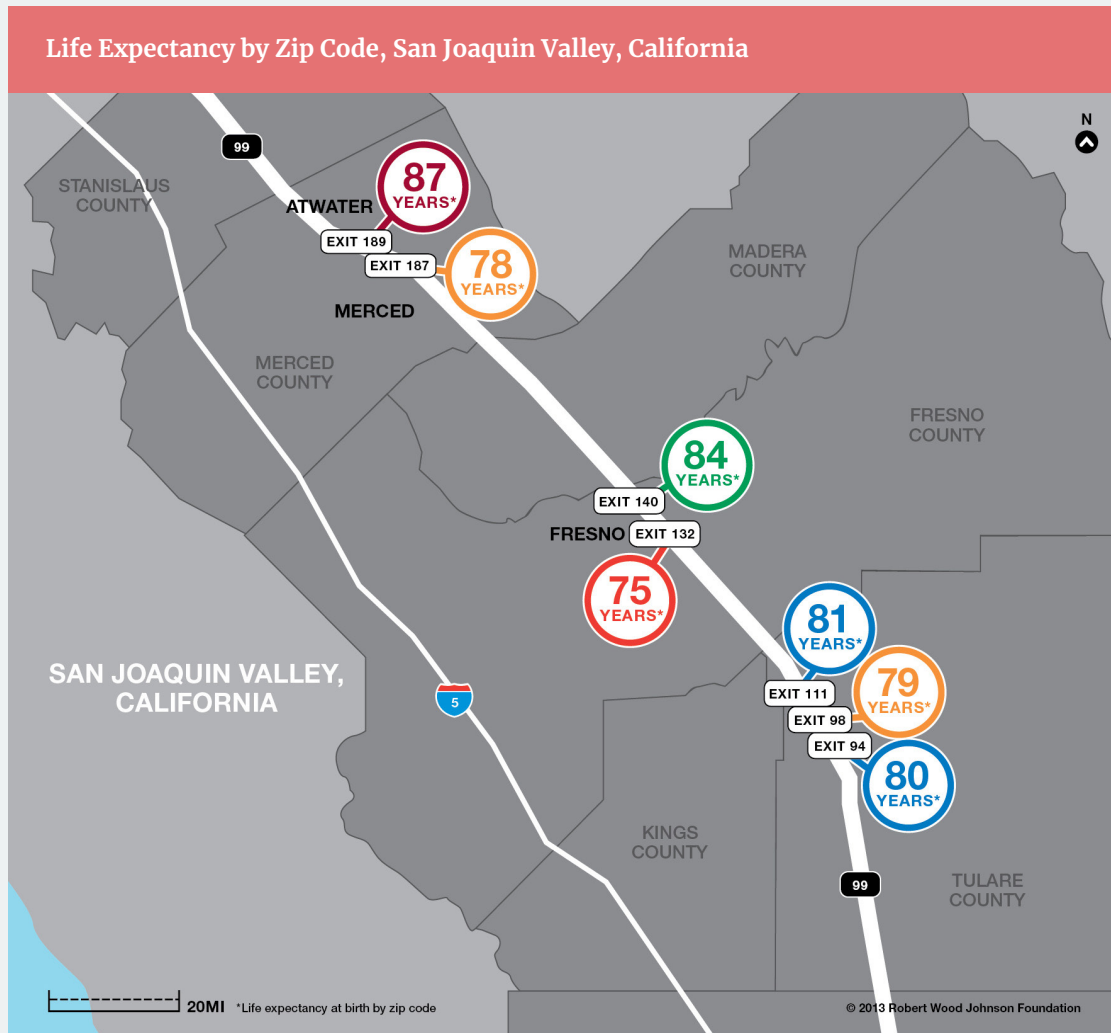 Life Expectancy by Zip Code, San Joaquin Valley, California
N
99
STANISLAUS
COUNTY
87
YEARS*
ATWATER
EXIT 189
EXIT 187
78
YEARS*
MERCED
MADERA
COUNTY
MERCED
COUNTY
FRESNO
COUNTY
84
YEARS*
EXIT 140
FRESNO
EXIT 132
75
YEARS*
81
YEARS*
SAN JOAQUIN VALLEY,
CALIFORNIA
5
EXIT 111
79
YEARS*
EXIT 98
EXIT 94
80
YEARS*
KINGS
COUNTY
99
TULARE
COUNTY
20MI
*Life expectancy at birth by zip code
© 2013 Robert Wood Johnson Foundation